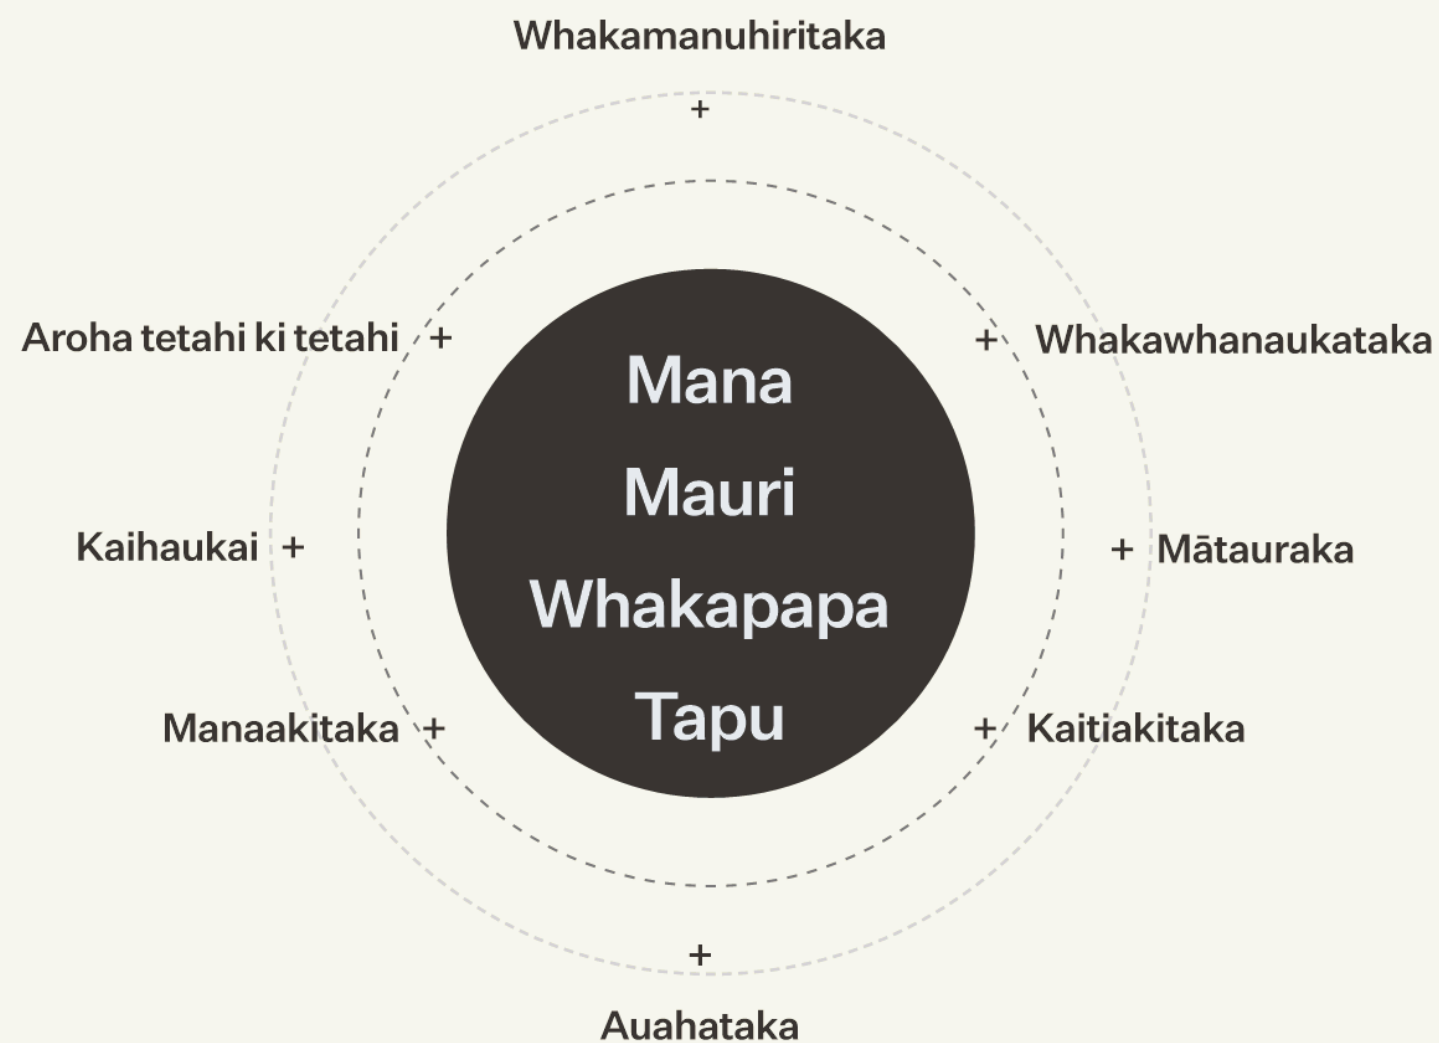 Whakamanuhiritaka
Aroha tetahi ki tetahi
Whakawhanaukataka
Mana
Mauri
Whakapapa
Tapu
Kaihaukai
Mātauraka
Manaakitaka
Kaitiakitaka
Auahataka